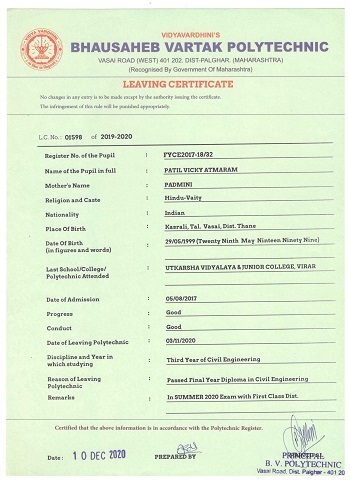 VIDYAVARDHINI'S
BHAUSAHEB VARTAK POLYTECHNIC
VASAI ROAD (WEST) 401 202. DIST-PALGHAR, (MAHARASHTRA)
(Recognised By Government Of Maharashtra)
LEAVING CERTIFICATE
No changes in any entry is to be made except by the authority issuing the certificate.
The infringement of this rule will be punished appropriately.
L.C. No.: 01598 of 2019-2020
Register No. of the Pupil : FYCE2017-18/32
Name of the Pupil in full : PATIL VICKY ATMARAM
Mother's Name : PADMINI
Religion and Caste : Hindu-Vaity
Nationality : Indian
Place Of Birth : Kasrali, Tal. Vasai, Dist. Thane
Date Of Birth : 29/05/1999 (Twenty Ninth May Ninteen Ninety Nine)
(in figures and words)
Last School/College/ : UTKARSHA VIDYALAYA & JUNIOR COLLEGE, VIRAR
Polytechnic Attended
Date of Admission : 05/08/2017
Progress : Good
Conduct : Good
Date of Leaving Polytechnic : 03/11/2020
Discipline and Year in : Third Year of Civil Engineering
which studying
Reason of Leaving : Passed Final Year Diploma in Civil Engineering
Polytechnic
Remarks : In SUMMER 2020 Exam with First Class Dist.
Certified that the above information is in accordance with the Polytechnic Register.
Date : 10 DEC 2020 PREPARED BY PRINCIPAL
B. V. POLYTECHNIC
Vasai Road, Dist. Palghar - 401 20